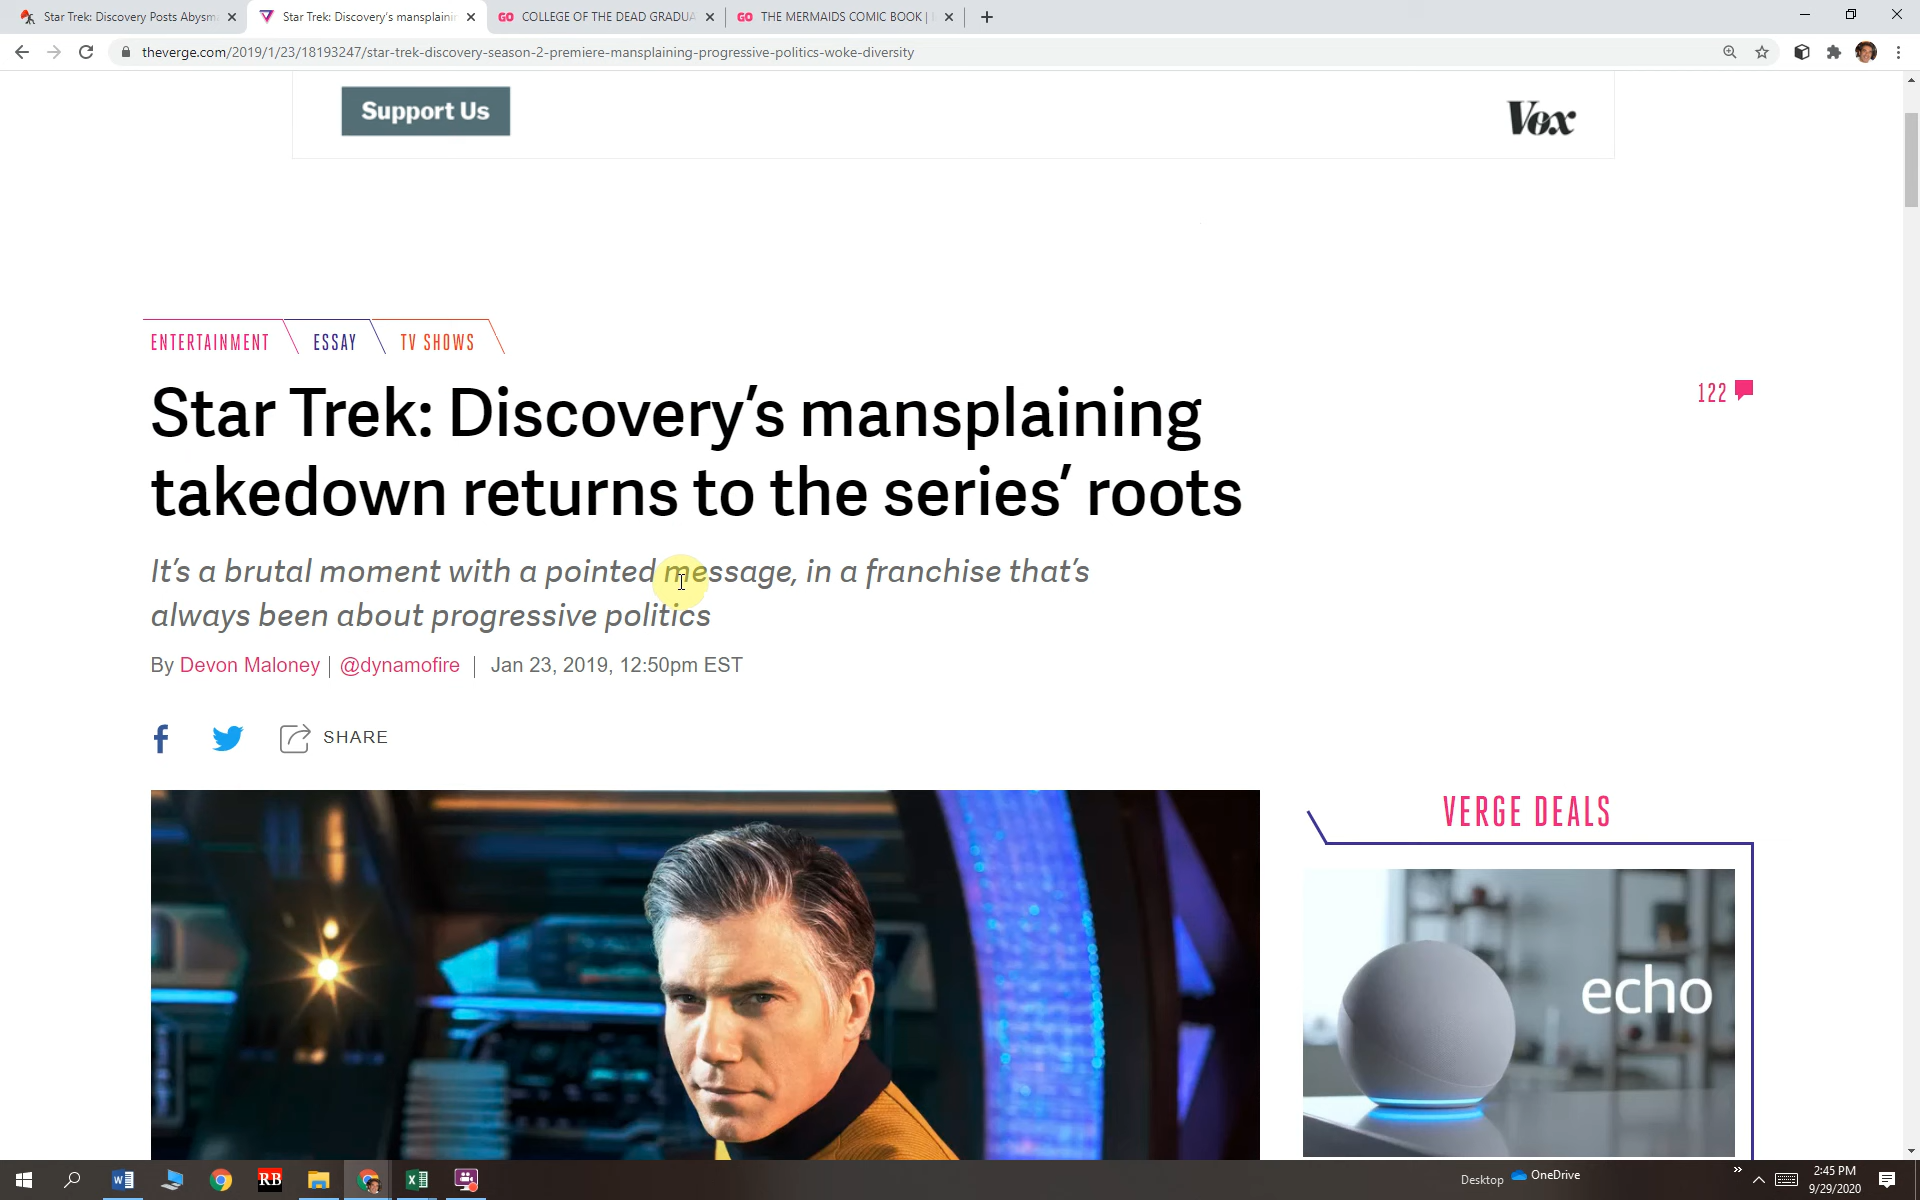 Star Trek: Discovery Posts Abysm
Star Trek: Discovery's mansplainin
GO COLLEGE OF THE DEAD GRADUA
GO THE MERMAIDS COMIC BOOK |
theverge.com/2019/1/23/18193247/star-trek-discovery-season-2-premiere-mansplaining-progressive-politics-woke-diversity
Support Us
Vox
ENTERTAINMENT
ESSAY
TV SHOWS
Star Trek: Discovery’s mansplaining
takedown returns to the series’ roots
122
It’s a brutal moment with a pointed message, in a franchise that’s
always been about progressive politics
By Devon Maloney | @dynamofire | Jan 23, 2019, 12:50pm EST
SHARE
VERGE DEALS
echo
RB
Desktop
OneDrive
2:45 PM
9/29/2020